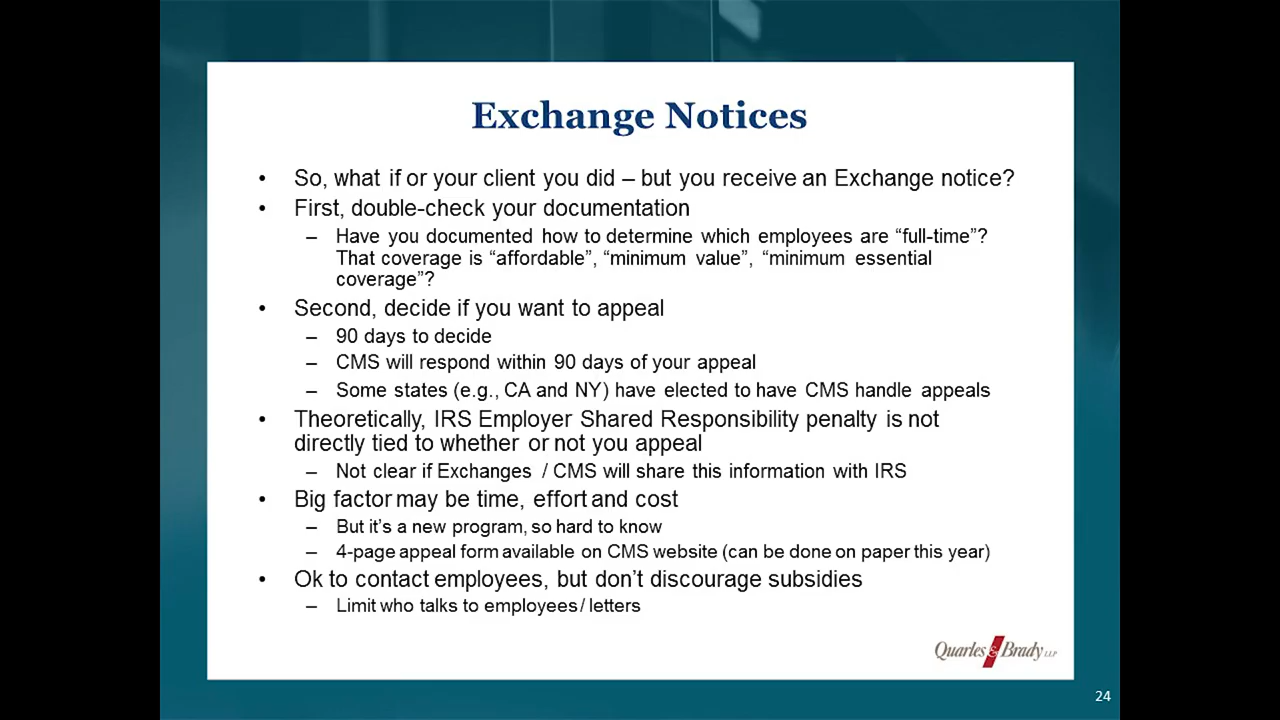 Exchange Notices
• So, what if or your client you did – but you receive an Exchange notice?
• First, double-check your documentation
– Have you documented how to determine which employees are “full-time”?
That coverage is “affordable”, “minimum value”, “minimum essential
coverage”?
• Second, decide if you want to appeal
– 90 days to decide
– CMS will respond within 90 days of your appeal
– Some states (e.g., CA and NY) have elected to have CMS handle appeals
• Theoretically, IRS Employer Shared Responsibility penalty is not
directly tied to whether or not you appeal
– Not clear if Exchanges / CMS will share this information with IRS
• Big factor may be time, effort and cost
– But it’s a new program, so hard to know
– 4-page appeal form available on CMS website (can be done on paper this year)
• Ok to contact employees, but don’t discourage subsidies
– Limit who talks to employees / letters
Quarles & Brady LLP
24